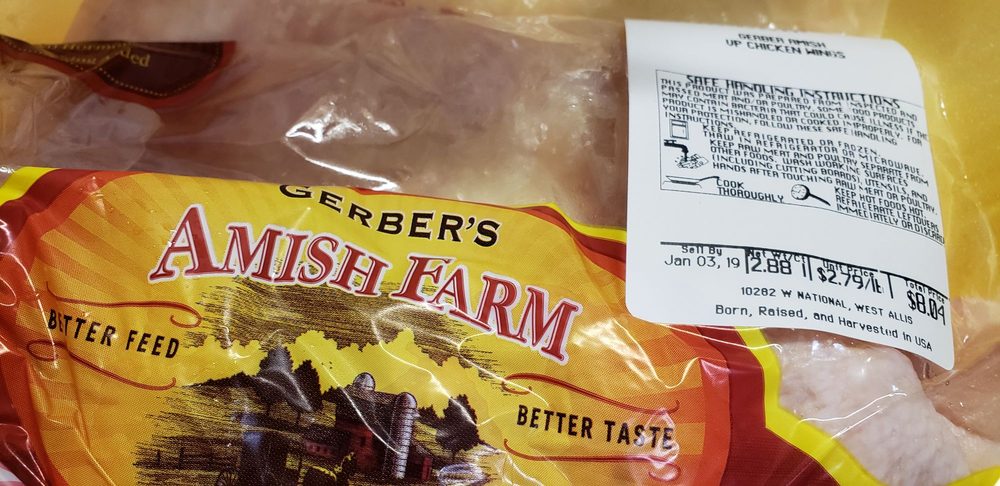 GERBER'S
AMISH FARM
BETTER FEED
BETTER TASTE
GERBER AMISH
VP CHICKEN WINGS
SAFE HANDLING INSTRUCTIONS
THIS PRODUCT WAS PREPARED FROM INSPECTED AND
PASSED MEAT AND/OR POULTRY. SOME FOOD PRODUCTS
MAY CONTAIN BACTERIA THAT COULD CAUSE ILLNESS IF THE
PRODUCT IS MISHANDLED OR COOKED IMPROPERLY. FOR
YOUR PROTECTION, FOLLOW THESE SAFE HANDLING
INSTRUCTIONS.
KEEP REFRIGERATED OR FROZEN.
THAW IN REFRIGERATOR OR MICROWAVE.
KEEP RAW MEAT AND POULTRY SEPARATE FROM
OTHER FOODS. WASH WORKING SURFACES
(INCLUDING CUTTING BOARDS), UTENSILS, AND
HANDS AFTER TOUCHING RAW MEAT OR POULTRY.
COOK
THOROUGHLY
KEEP HOT FOODS HOT.
REFRIGERATE LEFTOVERS
IMMEDIATELY OR DISCARD
Sell By Net Wt/Ct Unit Price Total Price
Jan 03, 19 2.88 $2.79/lb $8.04
10282 W NATIONAL, WEST ALLIS
Born, Raised, and Harvested in USA